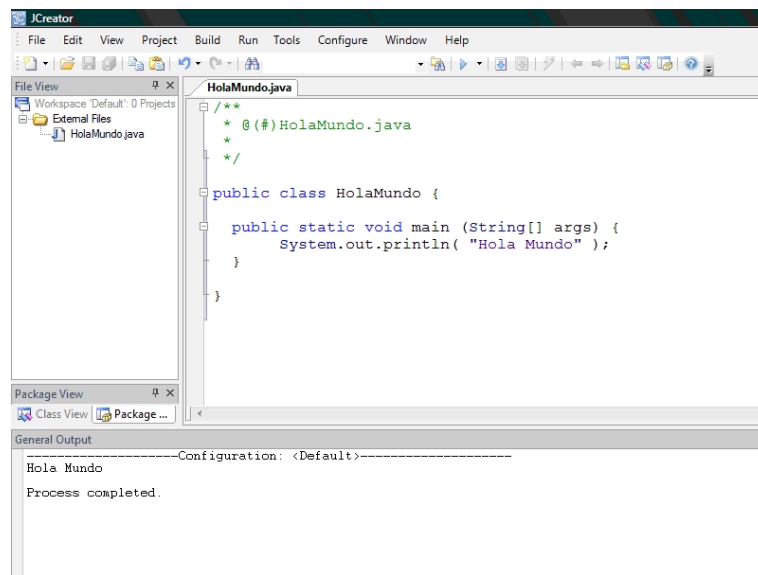 JCreator
File Edit View Project Build Run Tools Configure Window Help
File View
HolaMundo.java
Workspace 'Default': 0 Projects
External Files
HolaMundo.java
/**
* @(#)HolaMundo.java
*
*/
public class HolaMundo {
public static void main (String[] args) {
System.out.println( "Hola Mundo" );
}
}
Package View
Class View Package ...
General Output
--------------------Configuration: <Default>--------------------
Hola Mundo
Process completed.